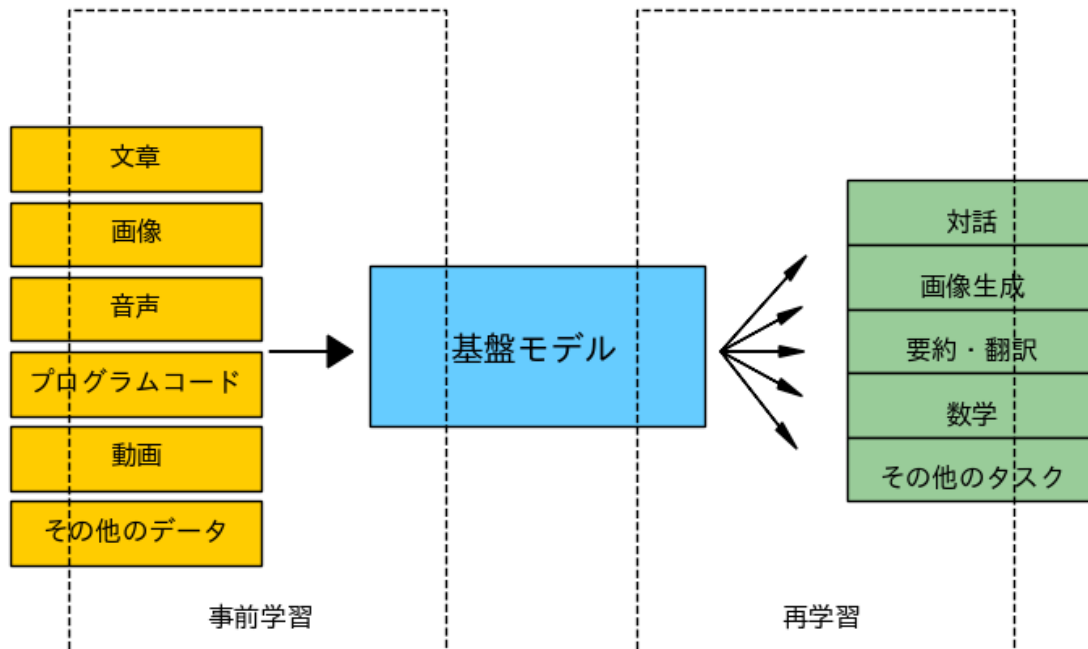 文章
画像
音声
プログラムコード
動画
その他のデータ
基盤モデル
対話
画像生成
要約・翻訳
数学
その他のタスク
事前学習
再学習